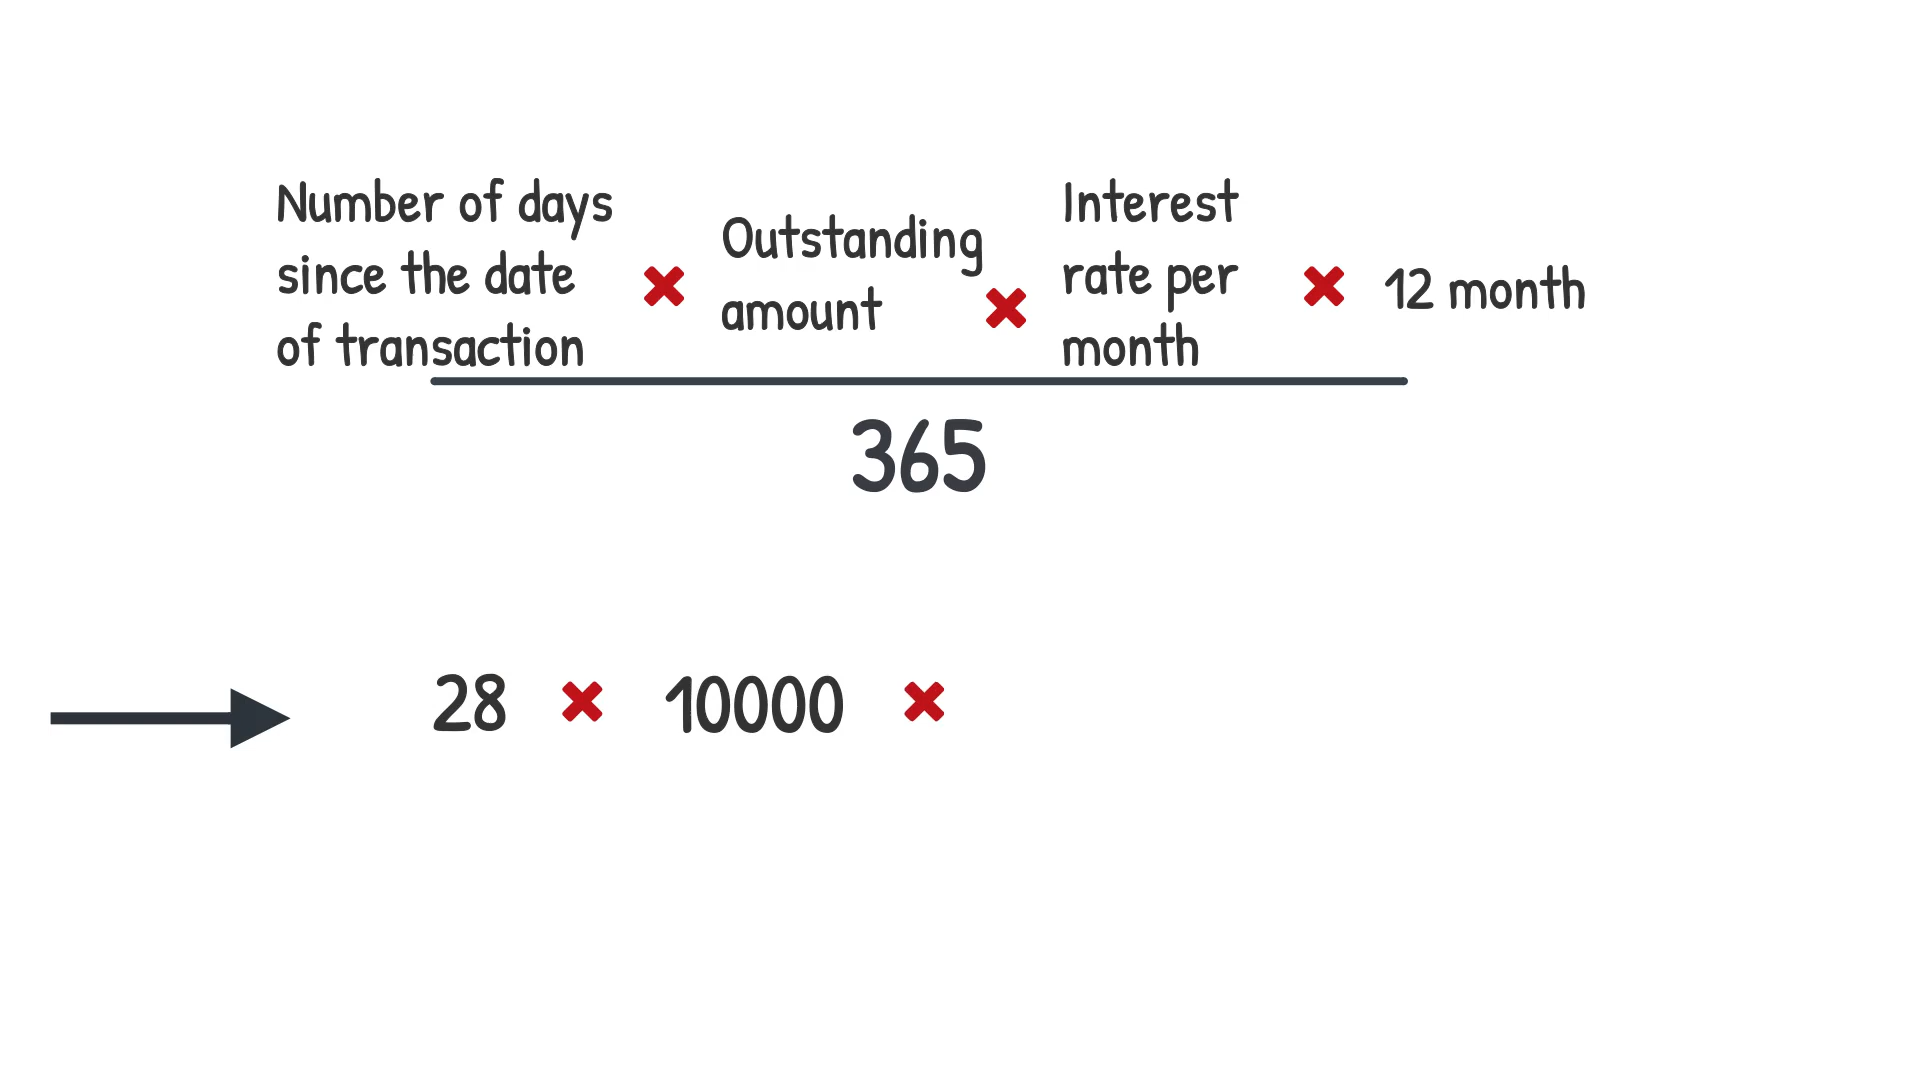 Number of days
since the date
of transaction
×
Outstanding
amount
×
Interest
rate per
month
×
12 month
365
28 × 10000 ×